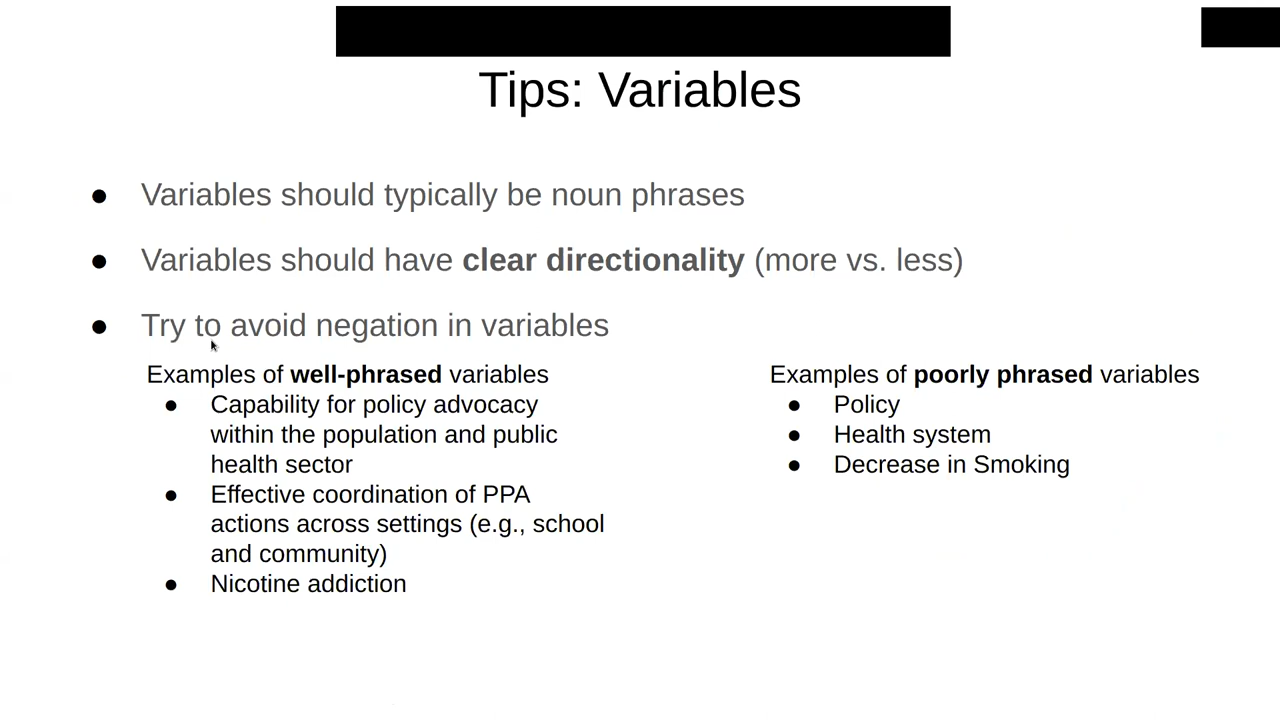 Tips: Variables
● Variables should typically be noun phrases
● Variables should have clear directionality (more vs. less)
● Try to avoid negation in variables
Examples of well-phrased variables
● Capability for policy advocacy
within the population and public
health sector
● Effective coordination of PPA
actions across settings (e.g., school
and community)
● Nicotine addiction
Examples of poorly phrased variables
● Policy
● Health system
● Decrease in Smoking